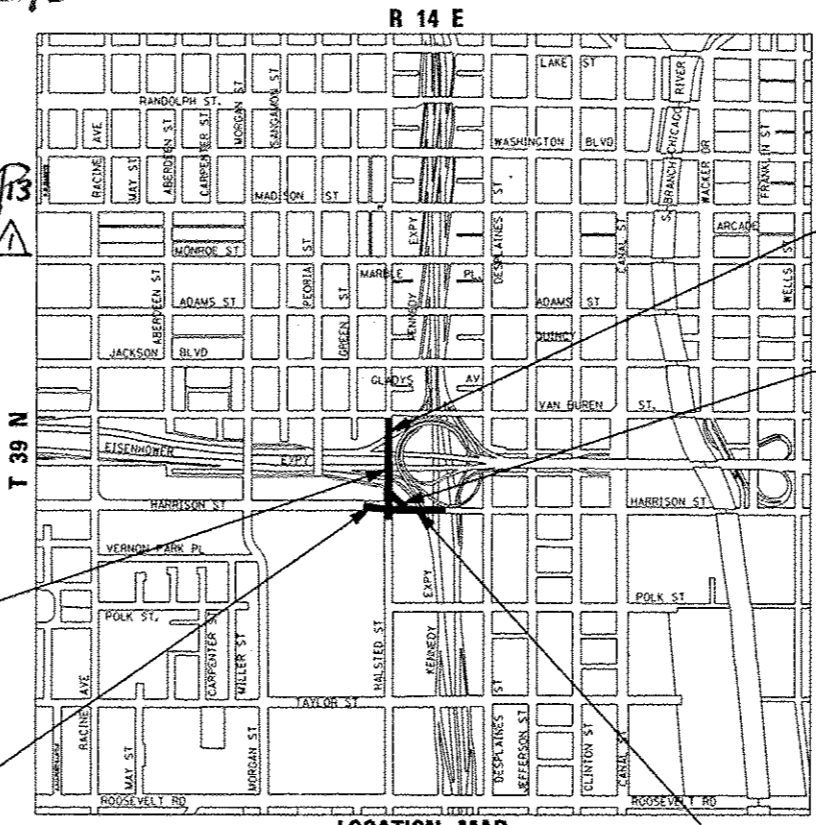 R 14 E
LAKE ST
RANDOLPH ST.
MORGAN ST
SANGAMON ST
RIVER
CHICAGO
S. BRANCH
WASHINGTON BLVD
RACINE AVE
MAY ST
ABERDEEN ST
CARPENTER ST
WACKER DR
FRANKLIN ST
13
MADISON ST
1
MONROE ST
PEORIA ST
EXPY
DESPLAINES ST
CANAL ST
ARCADE
WELLS ST
MARBLE PL.
ABERDEEN ST
ADAMS ST
GREEN ST
KENNEDY
ADAMS ST
QUINCY
JACKSON BLVD
GLADYS AV
VAN BUREN ST.
T 39 N
EISENHOWER EXPY
HARRISON ST
HARRISON ST
VERNON PARK PL
EXPY
POLK ST
POLK ST.
CARPENTER ST
MILLER ST
HALSTED ST
KENNEDY
RACINE AVE
TAYLOR ST
MAY ST
MORGAN ST
DESPLAINES ST
JEFFERSON ST
CLINTON ST
CANAL ST
ROOSEVELT RD
ROOSEVELT RD
LOCATION MAP